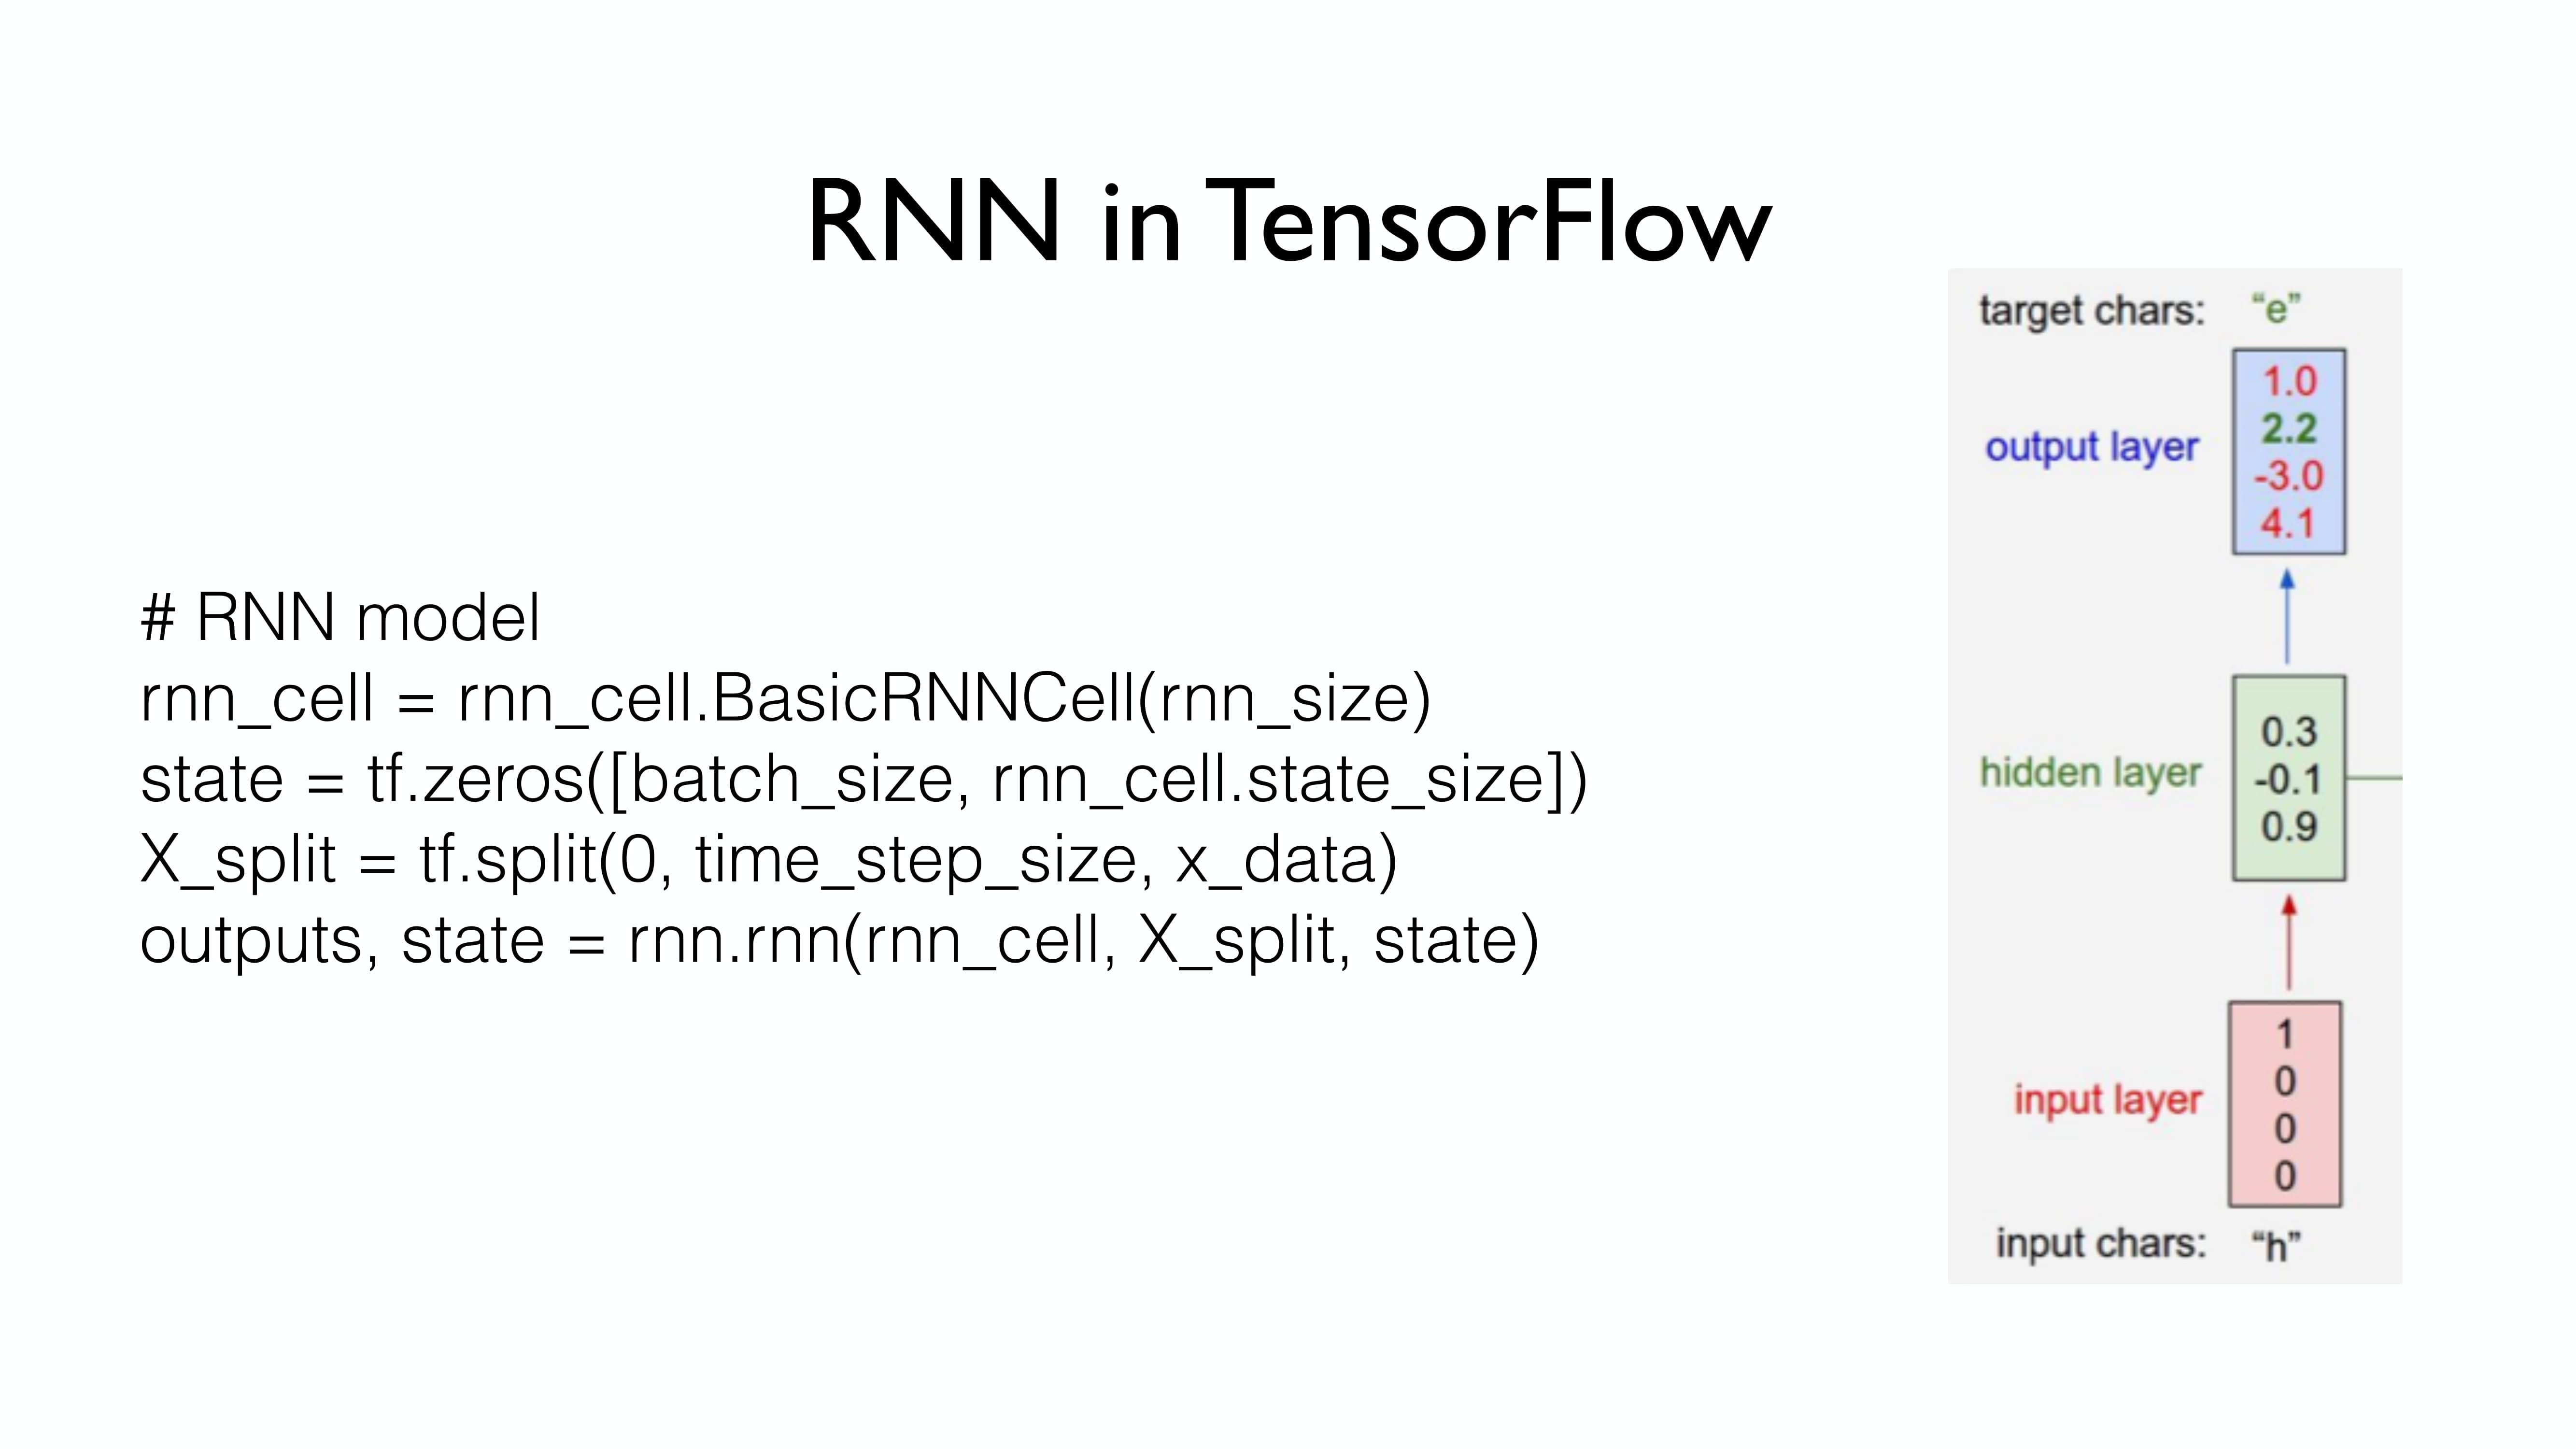 RNN in TensorFlow
# RNN model
rnn_cell = rnn_cell.BasicRNNCell(rnn_size)
state = tf.zeros([batch_size, rnn_cell.state_size])
X_split = tf.split(0, time_step_size, x_data)
outputs, state = rnn.rnn(rnn_cell, X_split, state)
target chars: “e”
1.0
2.2
-3.0
4.1
output layer
0.3
-0.1
0.9
hidden layer
1
0
0
0
input layer
input chars: “h”